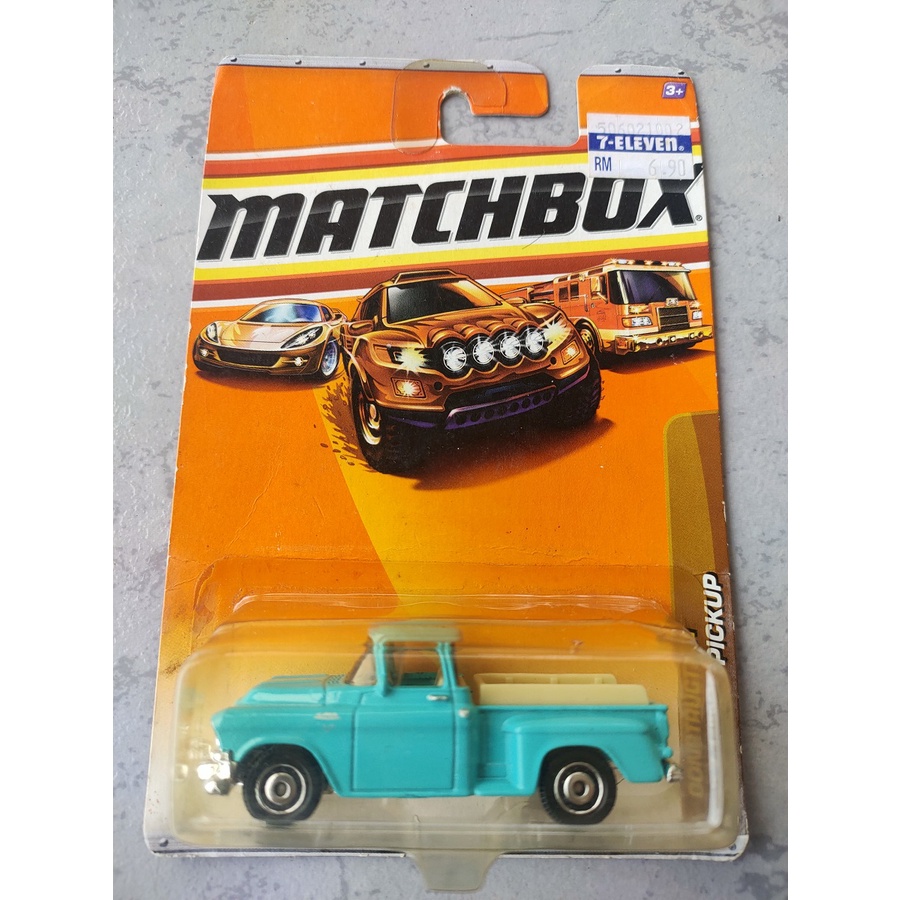 3+
7-ELEVEN®
RM 6.90
MATCHBOX®
PICKUP